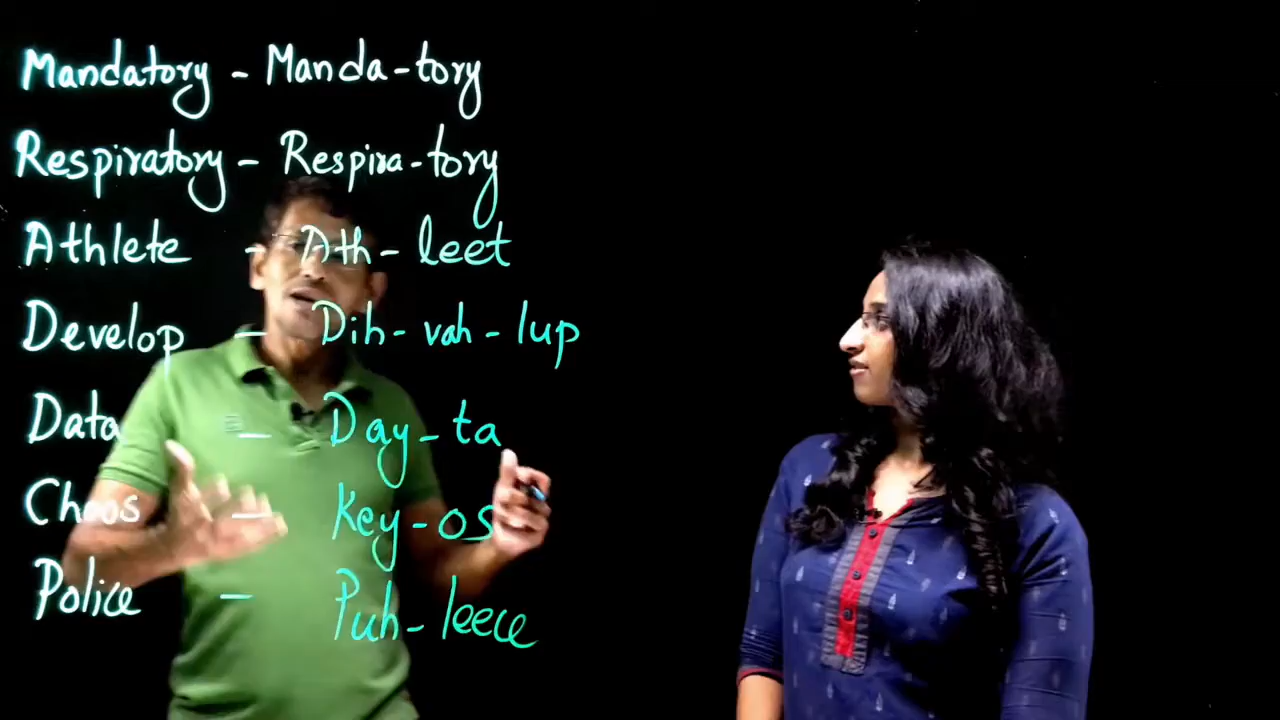 Mandatory - Manda-tory
Respiratory - Respira-tory
Athlete - Ath-leet
Develop - Dih-vah-lup
Data - Day-ta
Chaos - Key-os
Police - Puh-leece